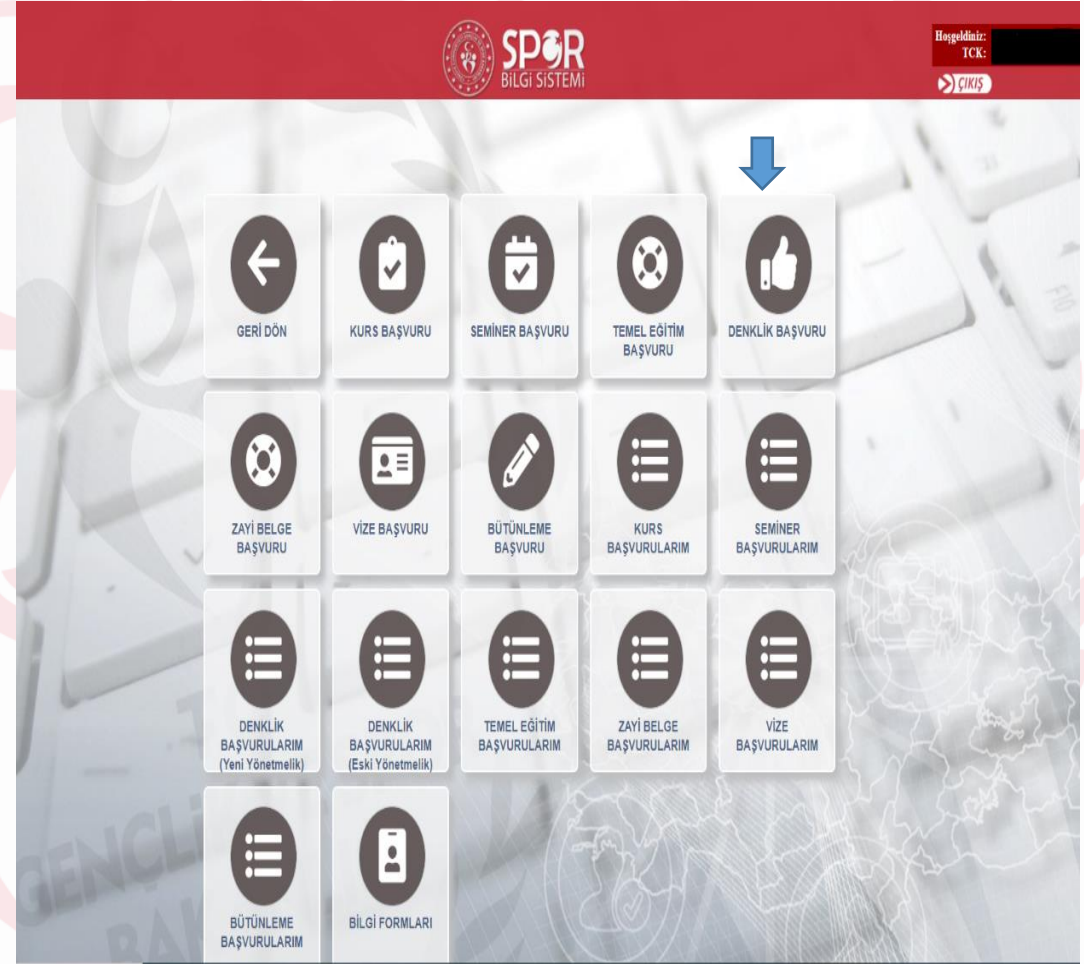 SPOR
BİLGİ SİSTEMİ
Hoşgeldiniz:
TCK:
ÇIKIŞ
GERİ DÖN
KURS BAŞVURU
SEMİNER BAŞVURU
TEMEL EĞİTİM
BAŞVURU
DENKLİK BAŞVURU
ZAYİ BELGE
BAŞVURU
VİZE BAŞVURU
BÜTÜNLEME
BAŞVURU
KURS
BAŞVURULARIM
SEMİNER
BAŞVURULARIM
DENKLİK
BAŞVURULARIM
(Yeni Yönetmelik)
DENKLİK
BAŞVURULARIM
(Eski Yönetmelik)
TEMEL EĞİTİM
BAŞVURULARIM
ZAYİ BELGE
BAŞVURULARIM
VİZE
BAŞVURULARIM
BÜTÜNLEME
BAŞVURULARIM
BİLGİ FORMLARI